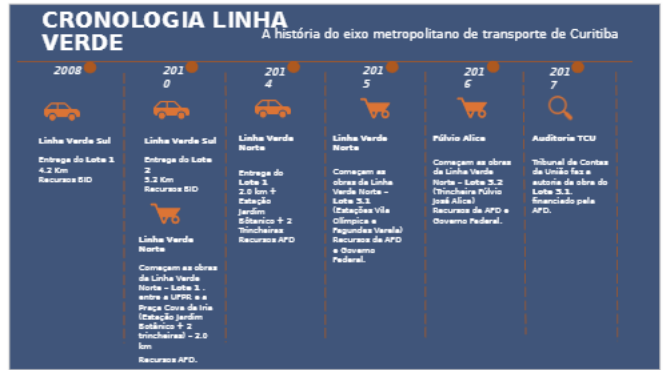 CRONOLOGIA LINHA
VERDE
A história do eixo metropolitano de transporte de Curitiba
2008
Linha Verde Sul
Entrega do Lote 1
4.2 Km
Recursos BID
201
0
Linha Verde Sul
Entrega do Lote
2
5.2 Km
Recursos BID
Linha Verde
Norte
Começam as obras
da Linha Verde
Norte – Lote 1 .
entre a UFPR e a
Praça Cova da Iria
(Estação Jardim
Botânico + 2
trincheiras) – 2.0
km
Recursos AFD.
201
4
Linha Verde
Norte
Entrega do
Lote 1
2.0 km +
Estação
Jardim
Bôtanico + 2
Trincheiras
Recursos AFD
201
5
Linha Verde
Norte
Começam as
obras da Linha
Verde Norte –
Lote 3.1
(Estações Vila
Olímpica e
Fagundes Varela)
Recursos da AFD
e Governo
Federal.
201
6
Fúlvio Alice
Começam as obras
da Linha Verde
Norte – Lote 3.2
(Trincheira Fúlvio
José Alice)
Recursos da AFD e
Governo Federal.
201
7
Auditoria TCU
Tribunal de Contas
da União faz a
autoria da obra do
Lote 3.1.
financiado pela
AFD.